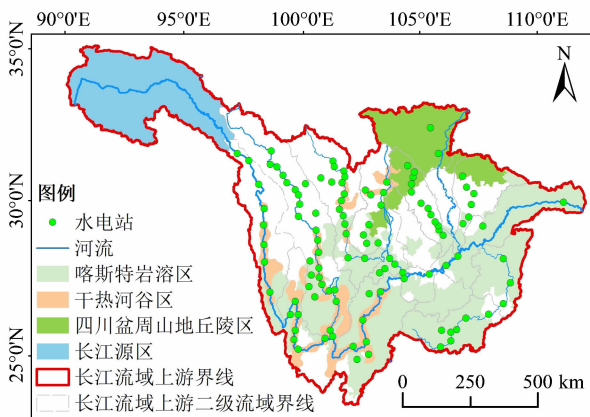 90°0′E 95°0′E 100°0′E 105°0′E 110°0′E
35°0′N
30°0′N
25°0′N
N
图例
水电站
河流
喀斯特岩溶区
干热河谷区
四川盆周山地丘陵区
长江源区
长江流域上游界线
长江流域上游二级流域界线
0 250 500 km